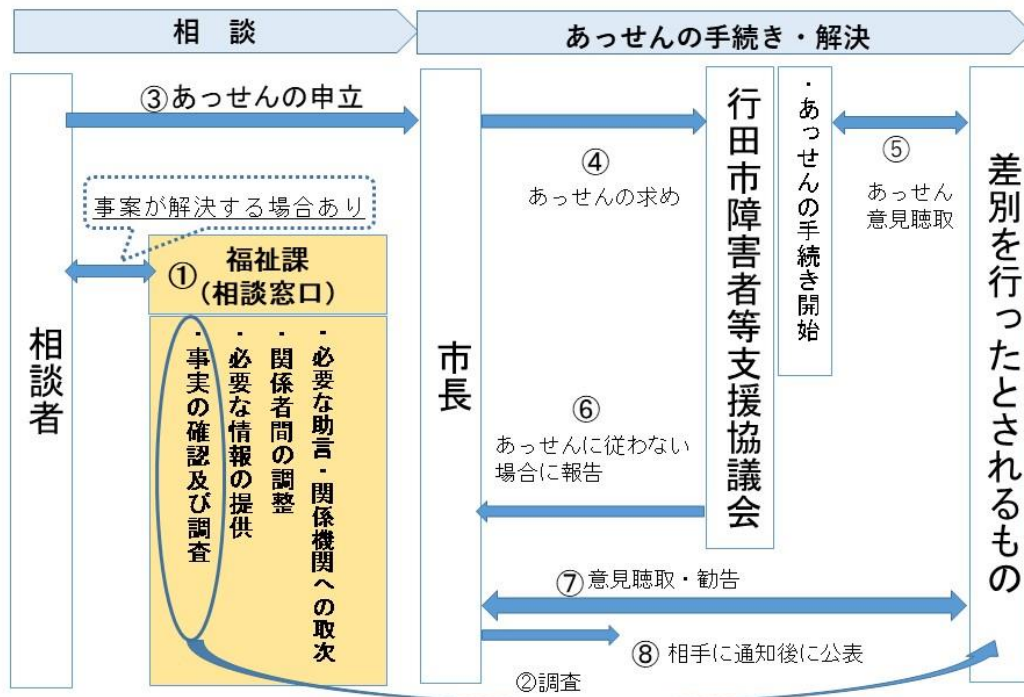 相　談
あっせんの手続き・解決
③あっせんの申立
事案が解決する場合あり
①
福祉課
(相談窓口)
・必要な助言・関係機関への取次
・関係者間の調整
・必要な情報の提供
・事実の確認及び調査
相談者
市長
④
あっせんの求め
行田市障害者等支援協議会
・あっせんの手続き開始
⑤
あっせん
意見聴取
差別を行ったとされるもの
⑥
あっせんに従わない
場合に報告
⑦意見聴取・勧告
⑧相手に通知後に公表
②調査